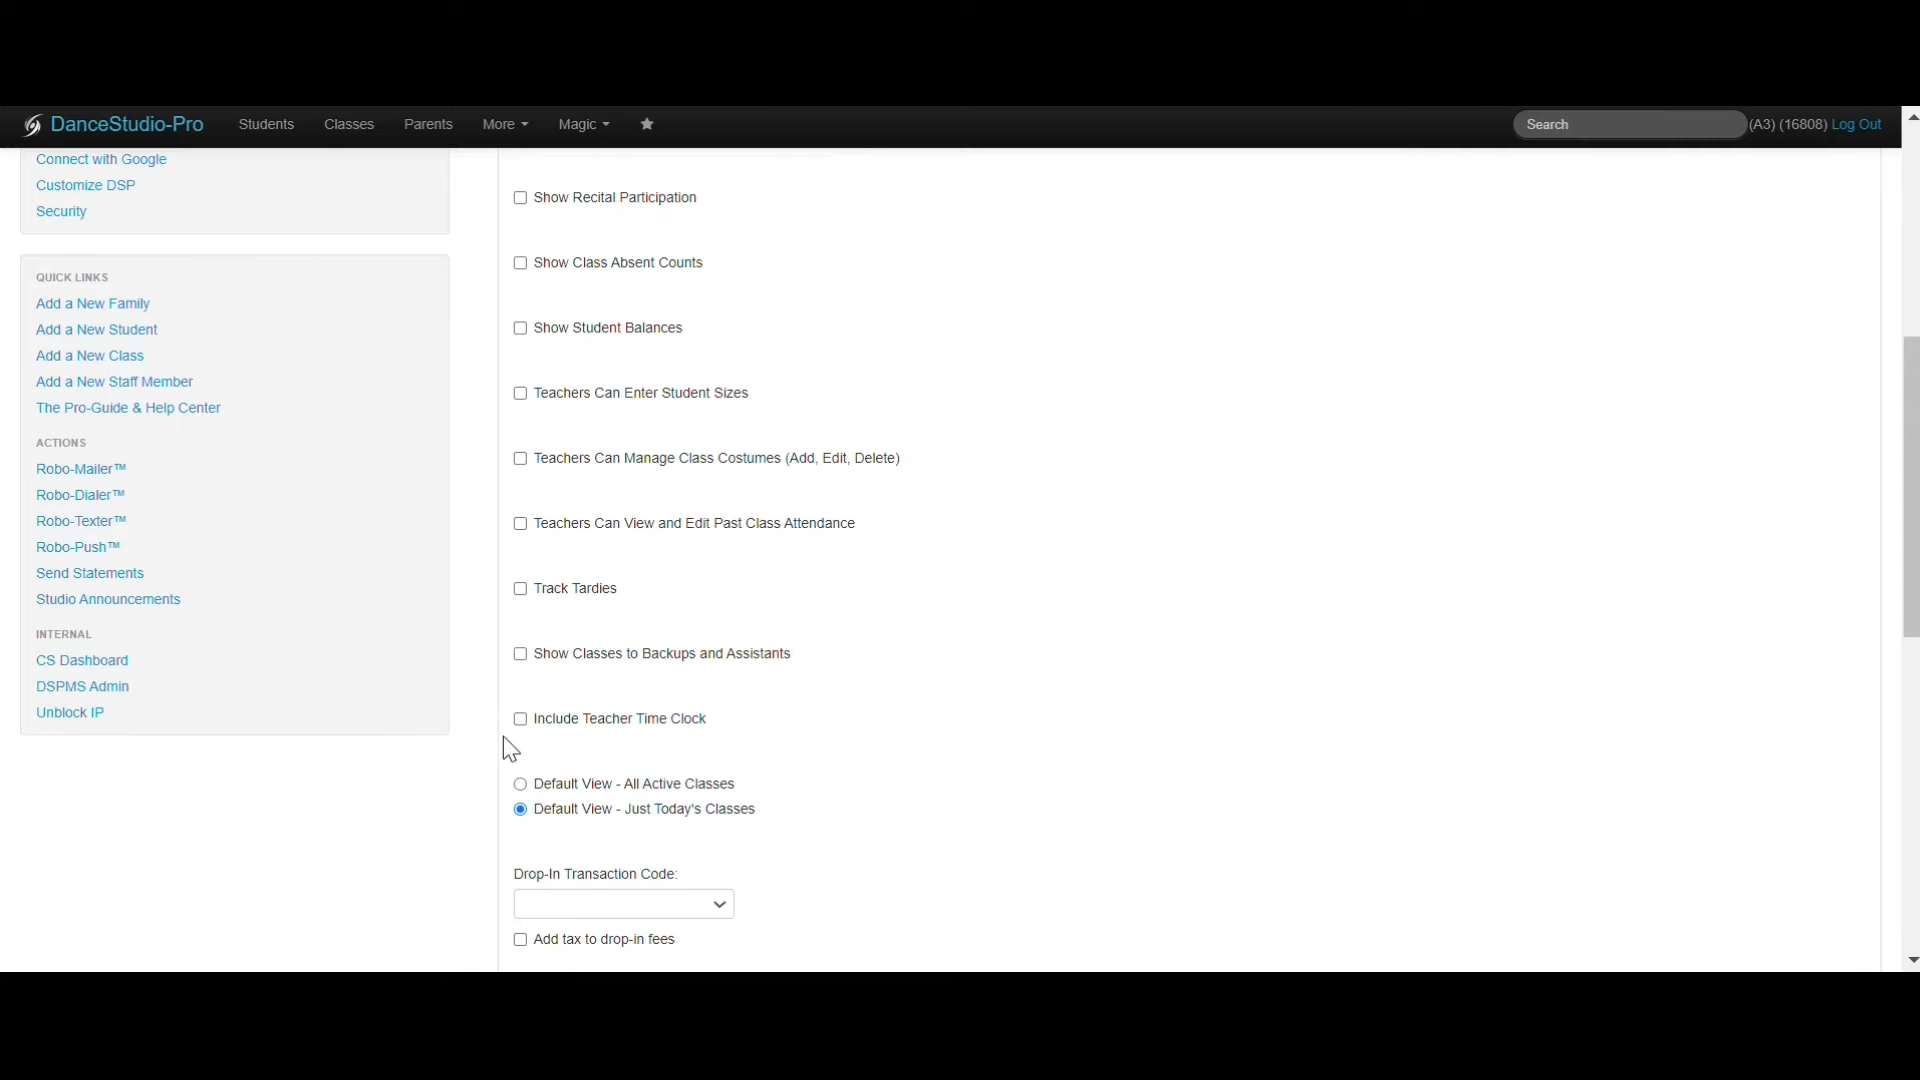 DanceStudio-Pro Students Classes Parents More Magic Search (A3) (16808) Log Out
Connect with Google
Customize DSP
Security
QUICK LINKS
Add a New Family
Add a New Student
Add a New Class
Add a New Staff Member
The Pro-Guide & Help Center
ACTIONS
Robo-Mailer™
Robo-Dialer™
Robo-Texter™
Robo-Push™
Send Statements
Studio Announcements
INTERNAL
CS Dashboard
DSPMS Admin
Unblock IP
Show Recital Participation
Show Class Absent Counts
Show Student Balances
Teachers Can Enter Student Sizes
Teachers Can Manage Class Costumes (Add, Edit, Delete)
Teachers Can View and Edit Past Class Attendance
Track Tardies
Show Classes to Backups and Assistants
Include Teacher Time Clock
Default View - All Active Classes
Default View - Just Today's Classes
Drop-In Transaction Code:
Add tax to drop-in fees